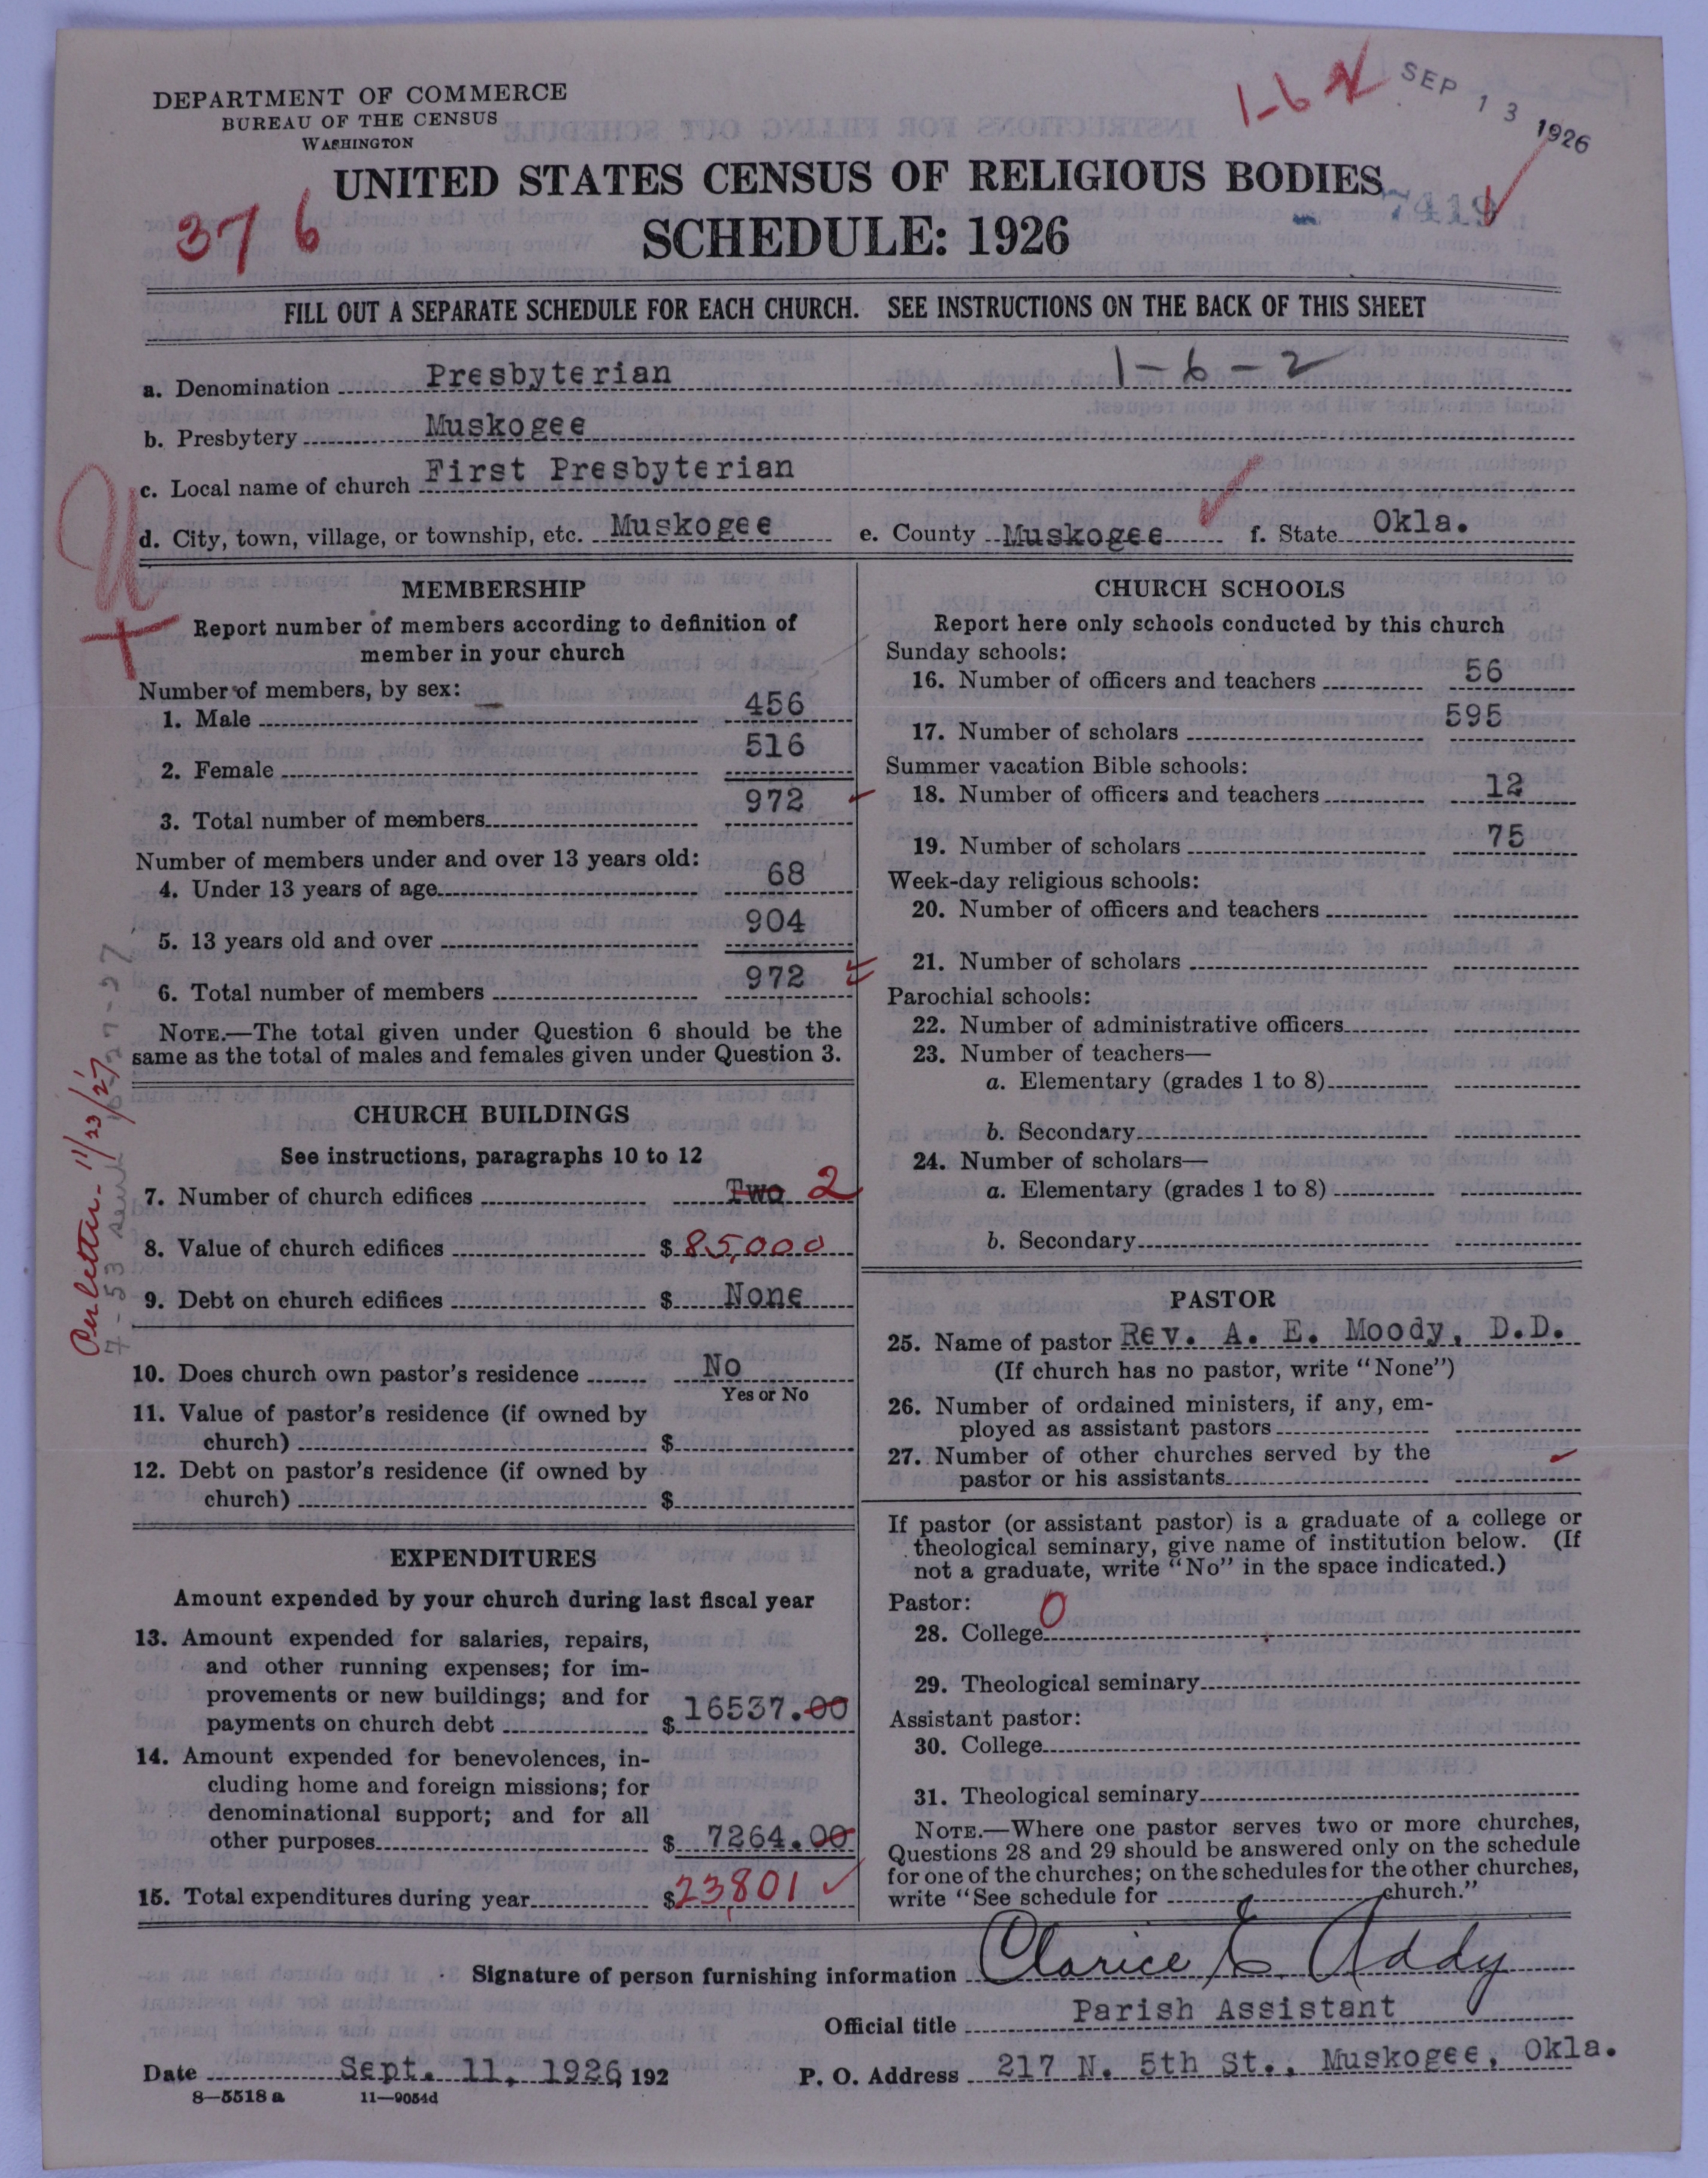 DEPARTMENT OF COMMERCE
BUREAU OF THE CENSUS
WASHINGTON
1-6
SEP 13 1926
UNITED STATES CENSUS OF RELIGIOUS BODIES
376
7419
SCHEDULE: 1926
FILL OUT A SEPARATE SCHEDULE FOR EACH CHURCH. SEE INSTRUCTIONS ON THE BACK OF THIS SHEET
1-6-2
a. Denomination Presbyterian
b. Presbytery Muskogee
c. Local name of church First Presbyterian
d. City, town, village, or township, etc. Muskogee e. County Muskogee f. State Okla.
MEMBERSHIP
Report number of members according to definition of
member in your church
Number of members, by sex:
1. Male 456
2. Female 516
3. Total number of members 972
Number of members under and over 13 years old:
4. Under 13 years of age 68
5. 13 years old and over 904
6. Total number of members 972
NOTE.—The total given under Question 6 should be the
same as the total of males and females given under Question 3.
CHURCH BUILDINGS
See instructions, paragraphs 10 to 12
7. Number of church edifices Two 2
8. Value of church edifices $ 85,000
9. Debt on church edifices $ None
10. Does church own pastor's residence No
Yes or No
11. Value of pastor's residence (if owned by
church) $
12. Debt on pastor's residence (if owned by
church) $
EXPENDITURES
Amount expended by your church during last fiscal year
13. Amount expended for salaries, repairs,
and other running expenses; for im-
provements or new buildings; and for
payments on church debt $ 16537.00
14. Amount expended for benevolences, in-
cluding home and foreign missions; for
denominational support; and for all
other purposes $ 7264.00
15. Total expenditures during year $ 23,801
CHURCH SCHOOLS
Report here only schools conducted by this church
Sunday schools:
16. Number of officers and teachers 56
17. Number of scholars 595
Summer vacation Bible schools:
18. Number of officers and teachers 12
19. Number of scholars 75
Week-day religious schools:
20. Number of officers and teachers
21. Number of scholars
Parochial schools:
22. Number of administrative officers
23. Number of teachers—
a. Elementary (grades 1 to 8)
b. Secondary
24. Number of scholars—
a. Elementary (grades 1 to 8)
b. Secondary
PASTOR
25. Name of pastor Rev. A. E. Moody, D.D.
(If church has no pastor, write "None")
26. Number of ordained ministers, if any, em-
ployed as assistant pastors
27. Number of other churches served by the
pastor or his assistants
If pastor (or assistant pastor) is a graduate of a college or
theological seminary, give name of institution below. (If
not a graduate, write "No" in the space indicated.)
Pastor:
28. College 0
29. Theological seminary
Assistant pastor:
30. College
31. Theological seminary
NOTE.—Where one pastor serves two or more churches,
Questions 28 and 29 should be answered only on the schedule
for one of the churches; on the schedules for the other churches,
write "See schedule for church."
Signature of person furnishing information Clarice E. Addy
Official title Parish Assistant
Date Sept. 11, 1926 192 P. O. Address 217 N. 5th St., Muskogee, Okla.
8—5518 a 11—9054d
Per letter - 11/23/27